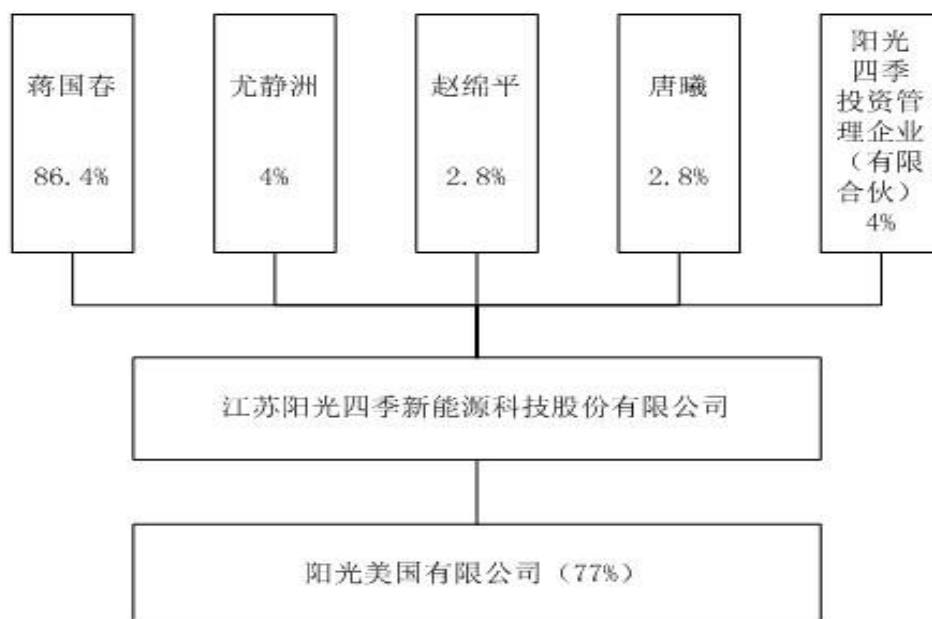 蒋国春
86.4%
尤静洲
4%
赵绵平
2.8%
唐曦
2.8%
阳光
四季
投资管
理企业
（有限
合伙）
4%
江苏阳光四季新能源科技股份有限公司
阳光美国有限公司（77%）